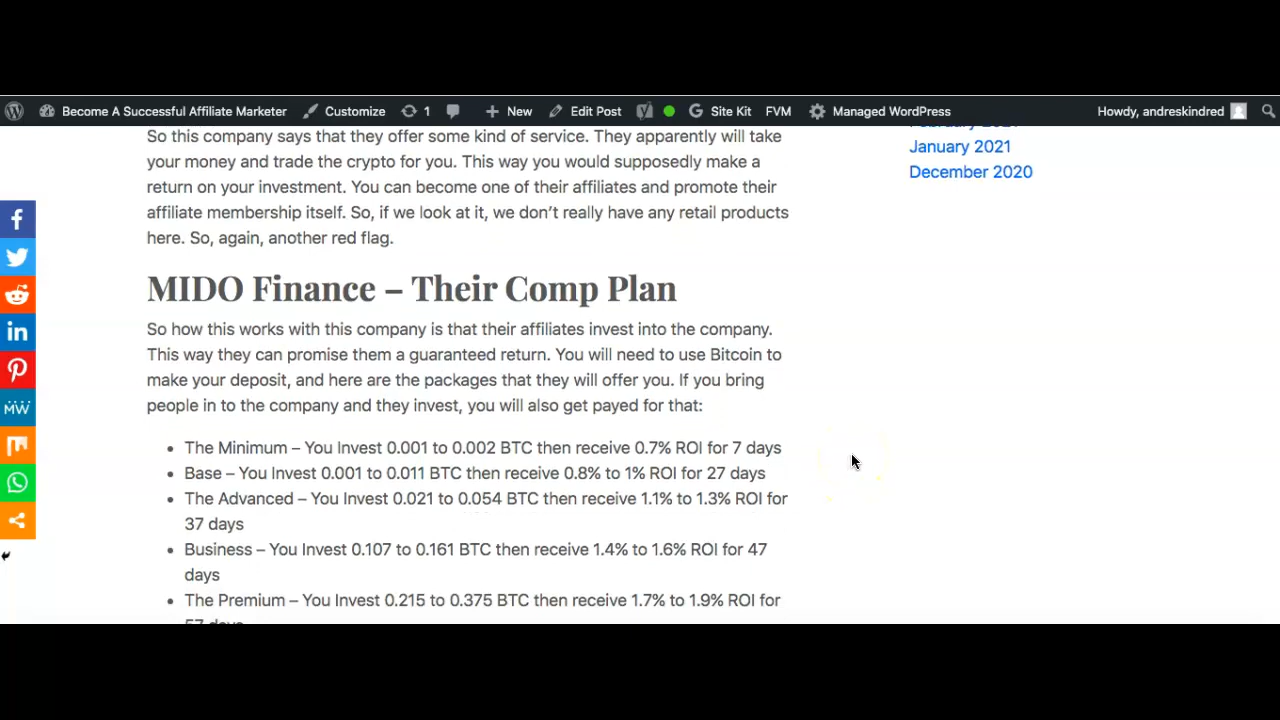 Become A Successful Affiliate Marketer Customize 1 New Edit Post Site Kit FVM Managed WordPress Howdy, andreskindred
So this company says that they offer some kind of service. They apparently will take
your money and trade the crypto for you. This way you would supposedly make a
return on your investment. You can become one of their affiliates and promote their
affiliate membership itself. So, if we look at it, we don't really have any retail products
here. So, again, another red flag.
MIDO Finance – Their Comp Plan
So how this works with this company is that their affiliates invest into the company.
This way they can promise them a guaranteed return. You will need to use Bitcoin to
make your deposit, and here are the packages that they will offer you. If you bring
people in to the company and they invest, you will also get payed for that:
• The Minimum – You Invest 0.001 to 0.002 BTC then receive 0.7% ROI for 7 days
• Base – You Invest 0.001 to 0.011 BTC then receive 0.8% to 1% ROI for 27 days
• The Advanced – You Invest 0.021 to 0.054 BTC then receive 1.1% to 1.3% ROI for
37 days
• Business – You Invest 0.107 to 0.161 BTC then receive 1.4% to 1.6% ROI for 47
days
• The Premium – You Invest 0.215 to 0.375 BTC then receive 1.7% to 1.9% ROI for
57 days
January 2021
December 2020
MW